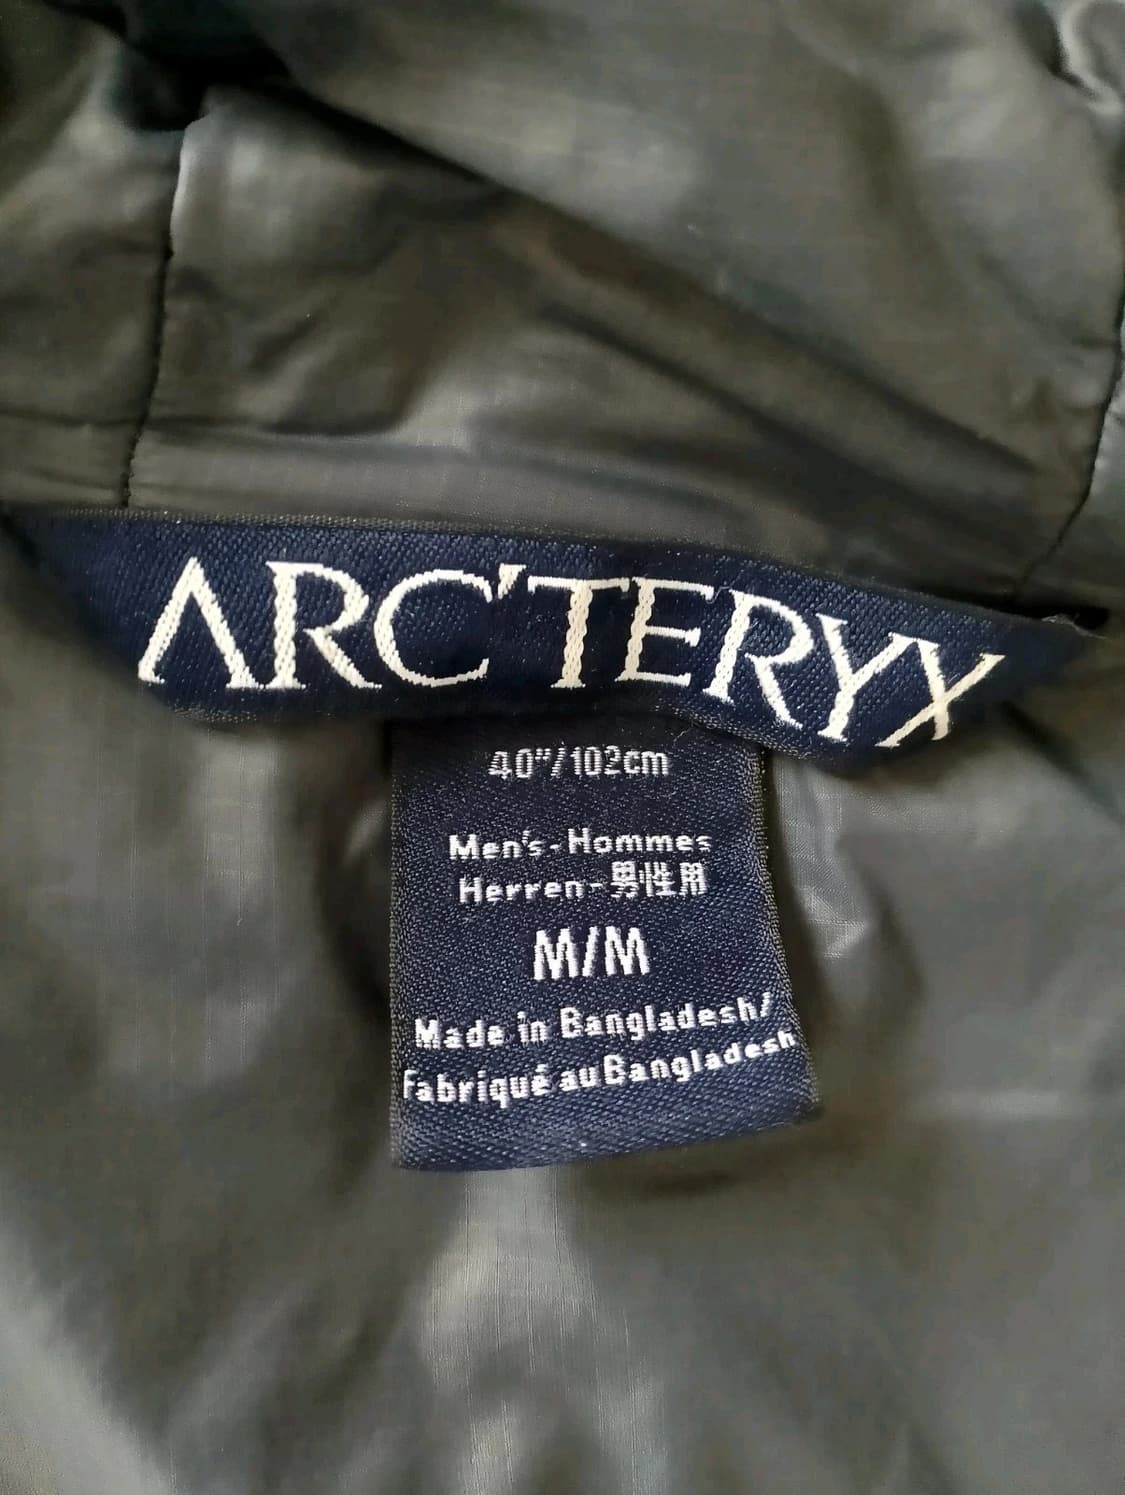 ARC'TERYX
40"/102cm
Men's-Hommes
Herren-男性用
M/M
Made in Bangladesh/
Fabriqué au Bangladesh